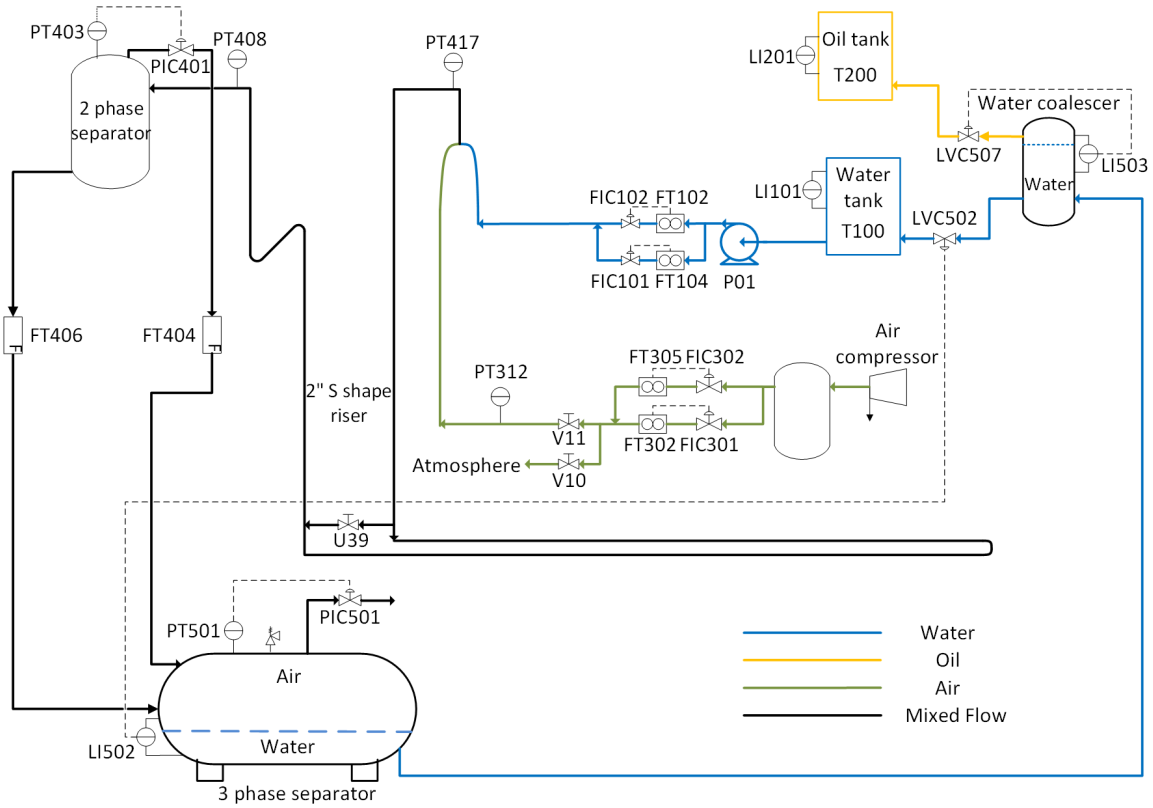 PT403
PIC401
PT408
2 phase
separator
PT417
LI201
Oil tank
T200
Water coalescer
LVC507
LI503
Water
LI101
Water
tank
T100
LVC502
FIC102
FT102
FIC101
FT104
P01
FT406
FT404
2" S shape
riser
PT312
FT305
FIC302
Air
compressor
V11
FT302
FIC301
Atmosphere
V10
U39
PT501
PIC501
Air
LI502
Water
3 phase separator
Water
Oil
Air
Mixed Flow
F
F